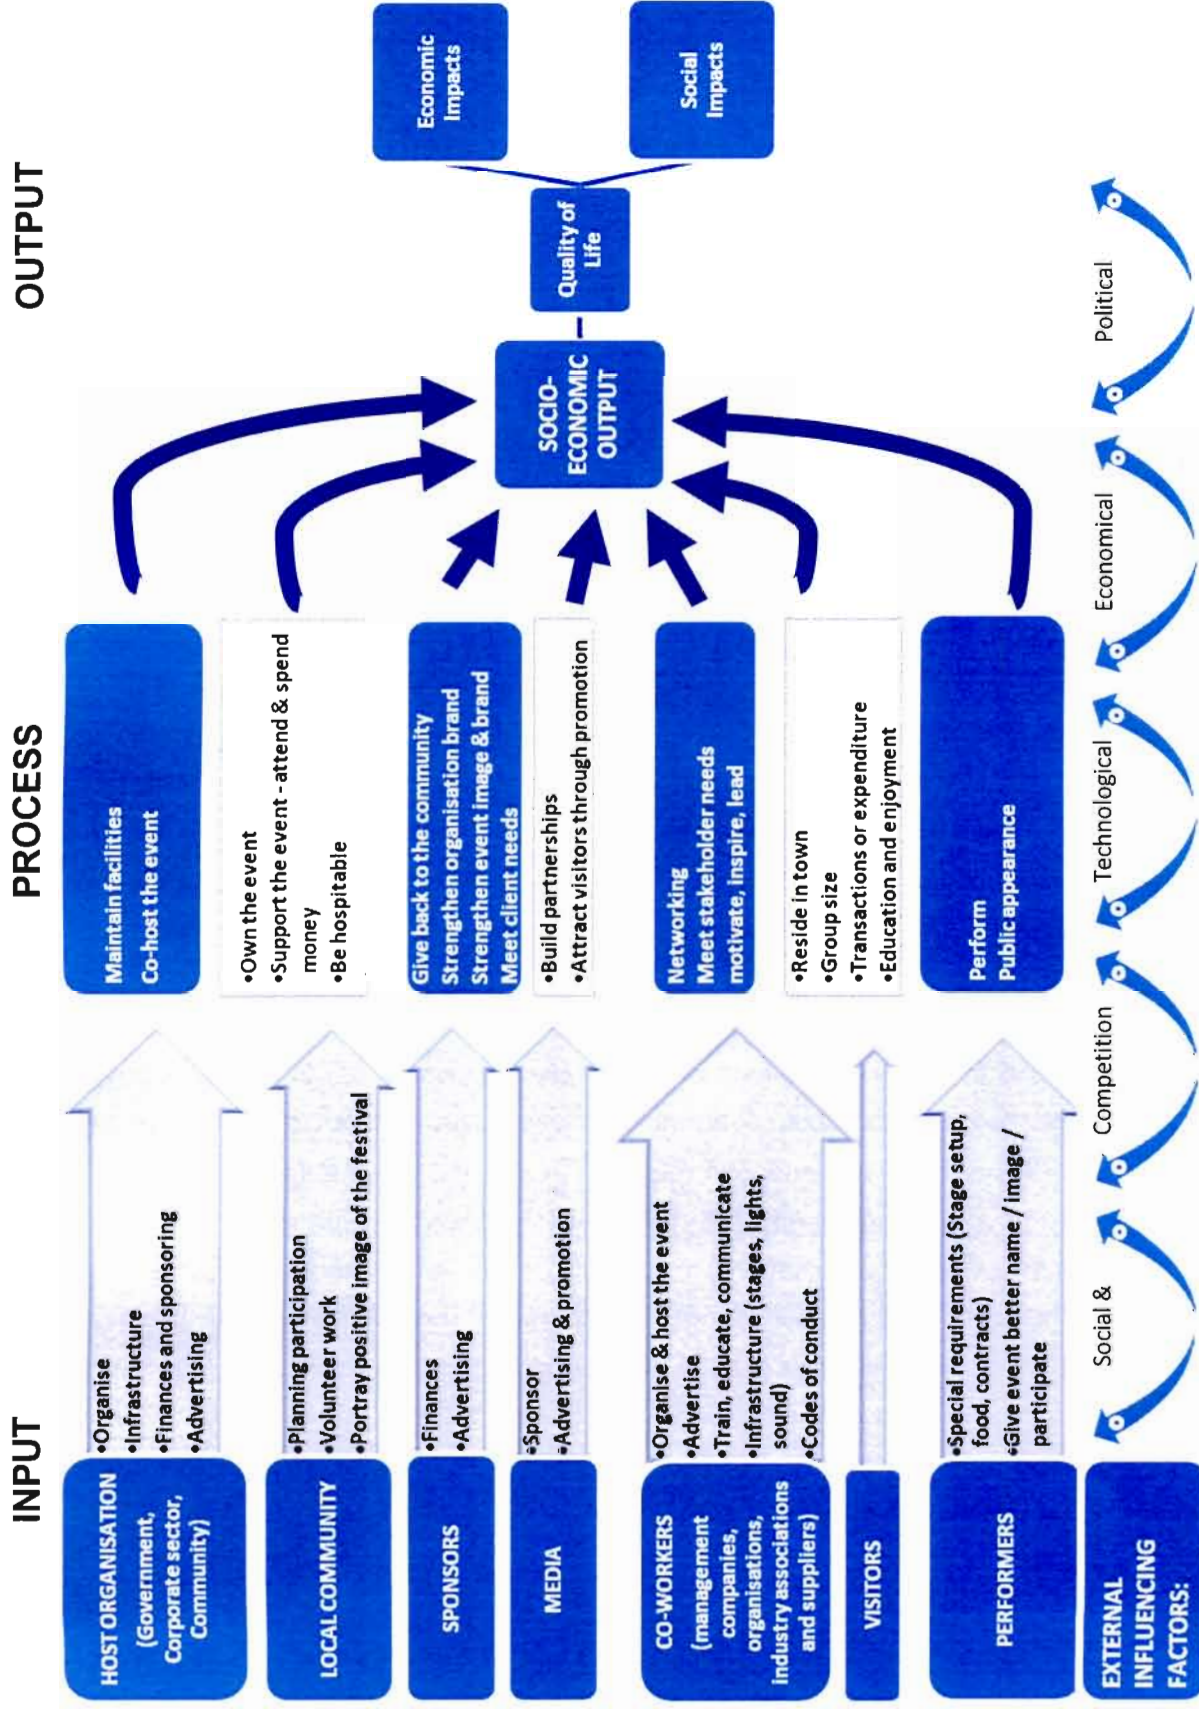 INPUT
PROCESS
OUTPUT
HOST ORGANISATION
(Government,
Corporate sector,
Community)
•Organise
•Infrastructure
•Finances and sponsoring
•Advertising
Maintain facilities
Co-host the event
LOCAL COMMUNITY
•Planning participation
•Volunteer work
•Portray positive image of the festival
•Own the event
•Support the event - attend & spend
money
•Be hospitable
SPONSORS
•Finances
•Advertising
Give back to the community
Strengthen organisation brand
Strengthen event image & brand
Meet client needs
MEDIA
•Sponsor
•Advertising & promotion
•Build partnerships
•Attract visitors through promotion
CO-WORKERS
(management
companies,
organisations,
industry associations
and suppliers)
•Organise & host the event
•Advertise
•Train, educate, communicate
•Infrastructure (stages, lights,
sound)
•Codes of conduct
Networking
Meet stakeholder needs
motivate, inspire, lead
VISITORS
•Reside in town
•Group size
•Transactions or expenditure
•Education and enjoyment
PERFORMERS
•Special requirements (Stage setup,
food, contracts)
•Give event better name / image /
participate
Perform
Public appearance
SOCIO-
ECONOMIC
OUTPUT
Quality of
Life
Economic
Impacts
Social
Impacts
EXTERNAL
INFLUENCING
FACTORS:
Social &
Competition
Technological
Economical
Political